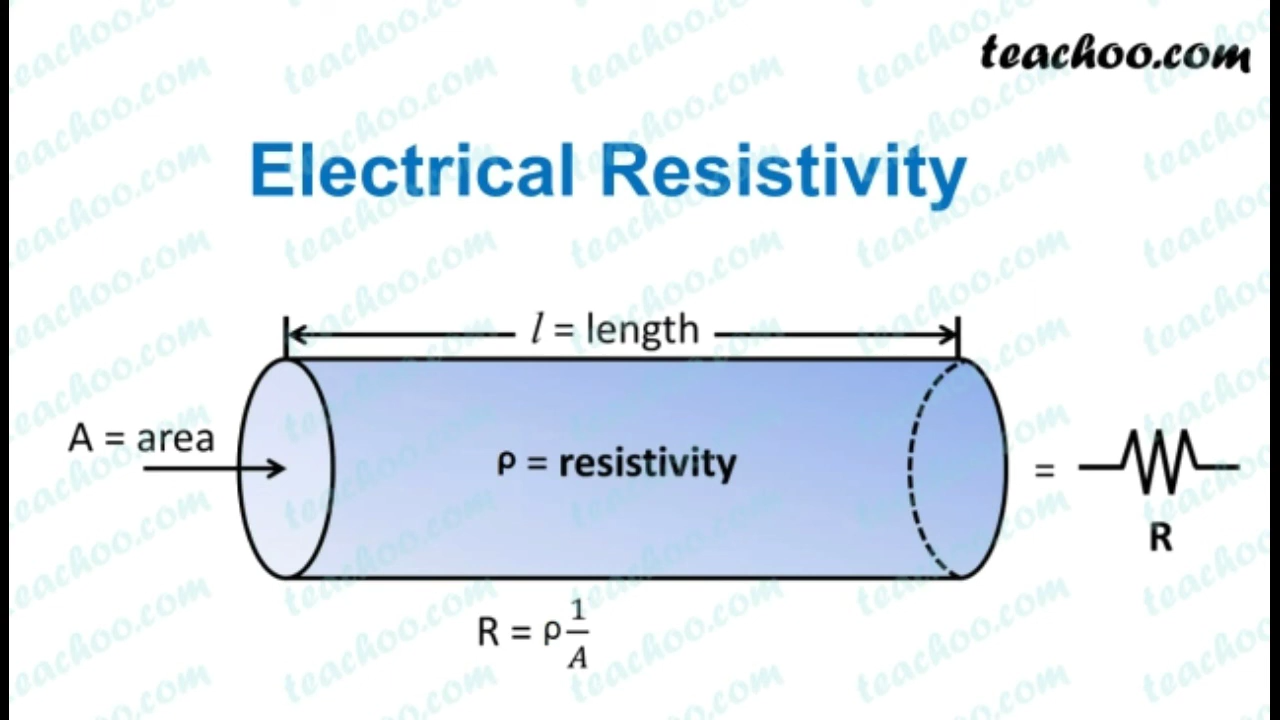 teachoo.com
Electrical Resistivity
l = length
A = area
ρ = resistivity
=
R
R = ρ 1/A